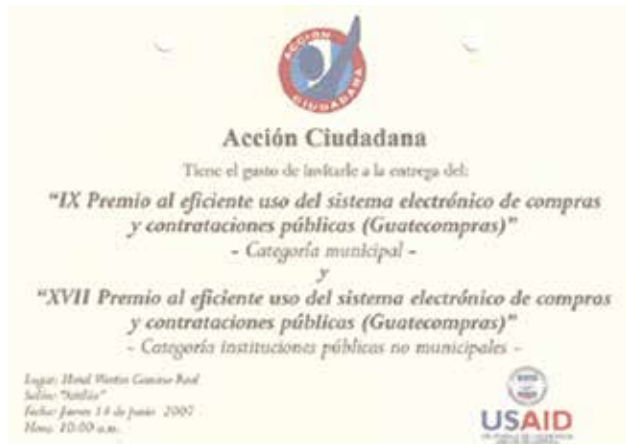 ACCIÓN
CIUDADANA
Acción Ciudadana
Tiene el gusto de invitarle a la entrega del:
“IX Premio al eficiente uso del sistema electrónico de compras
y contrataciones públicas (Guatecompras)”
- Categoría municipal -
y
“XVII Premio al eficiente uso del sistema electrónico de compras
y contrataciones públicas (Guatecompras)”
- Categoría instituciones públicas no municipales -
Lugar: Hotel Westin Camino Real
Salón:
Fecha: Jueves 14 de junio 2007
Hora: 10:00 a.m.
USAID